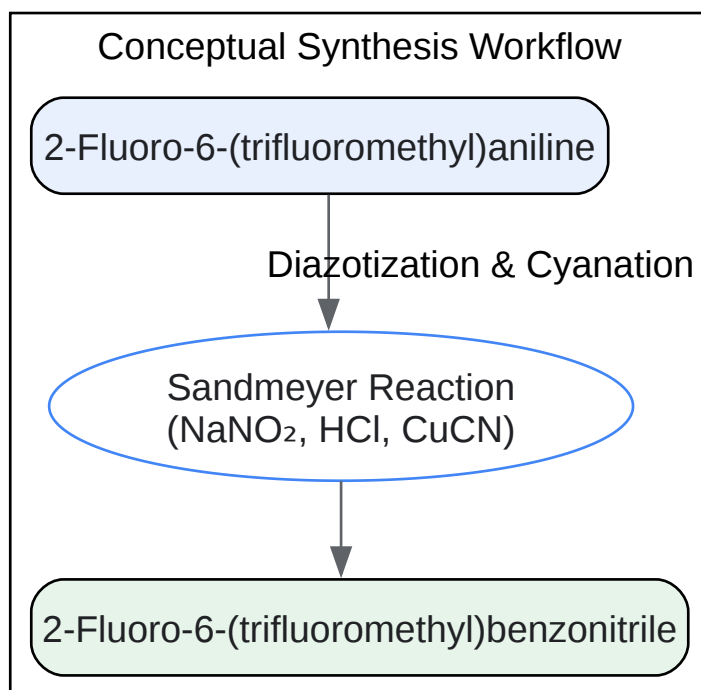 Conceptual Synthesis Workflow
2-Fluoro-6-(trifluoromethyl)aniline
Diazotization & Cyanation
Sandmeyer Reaction
(NaNO₂, HCl, CuCN)
2-Fluoro-6-(trifluoromethyl)benzonitrile